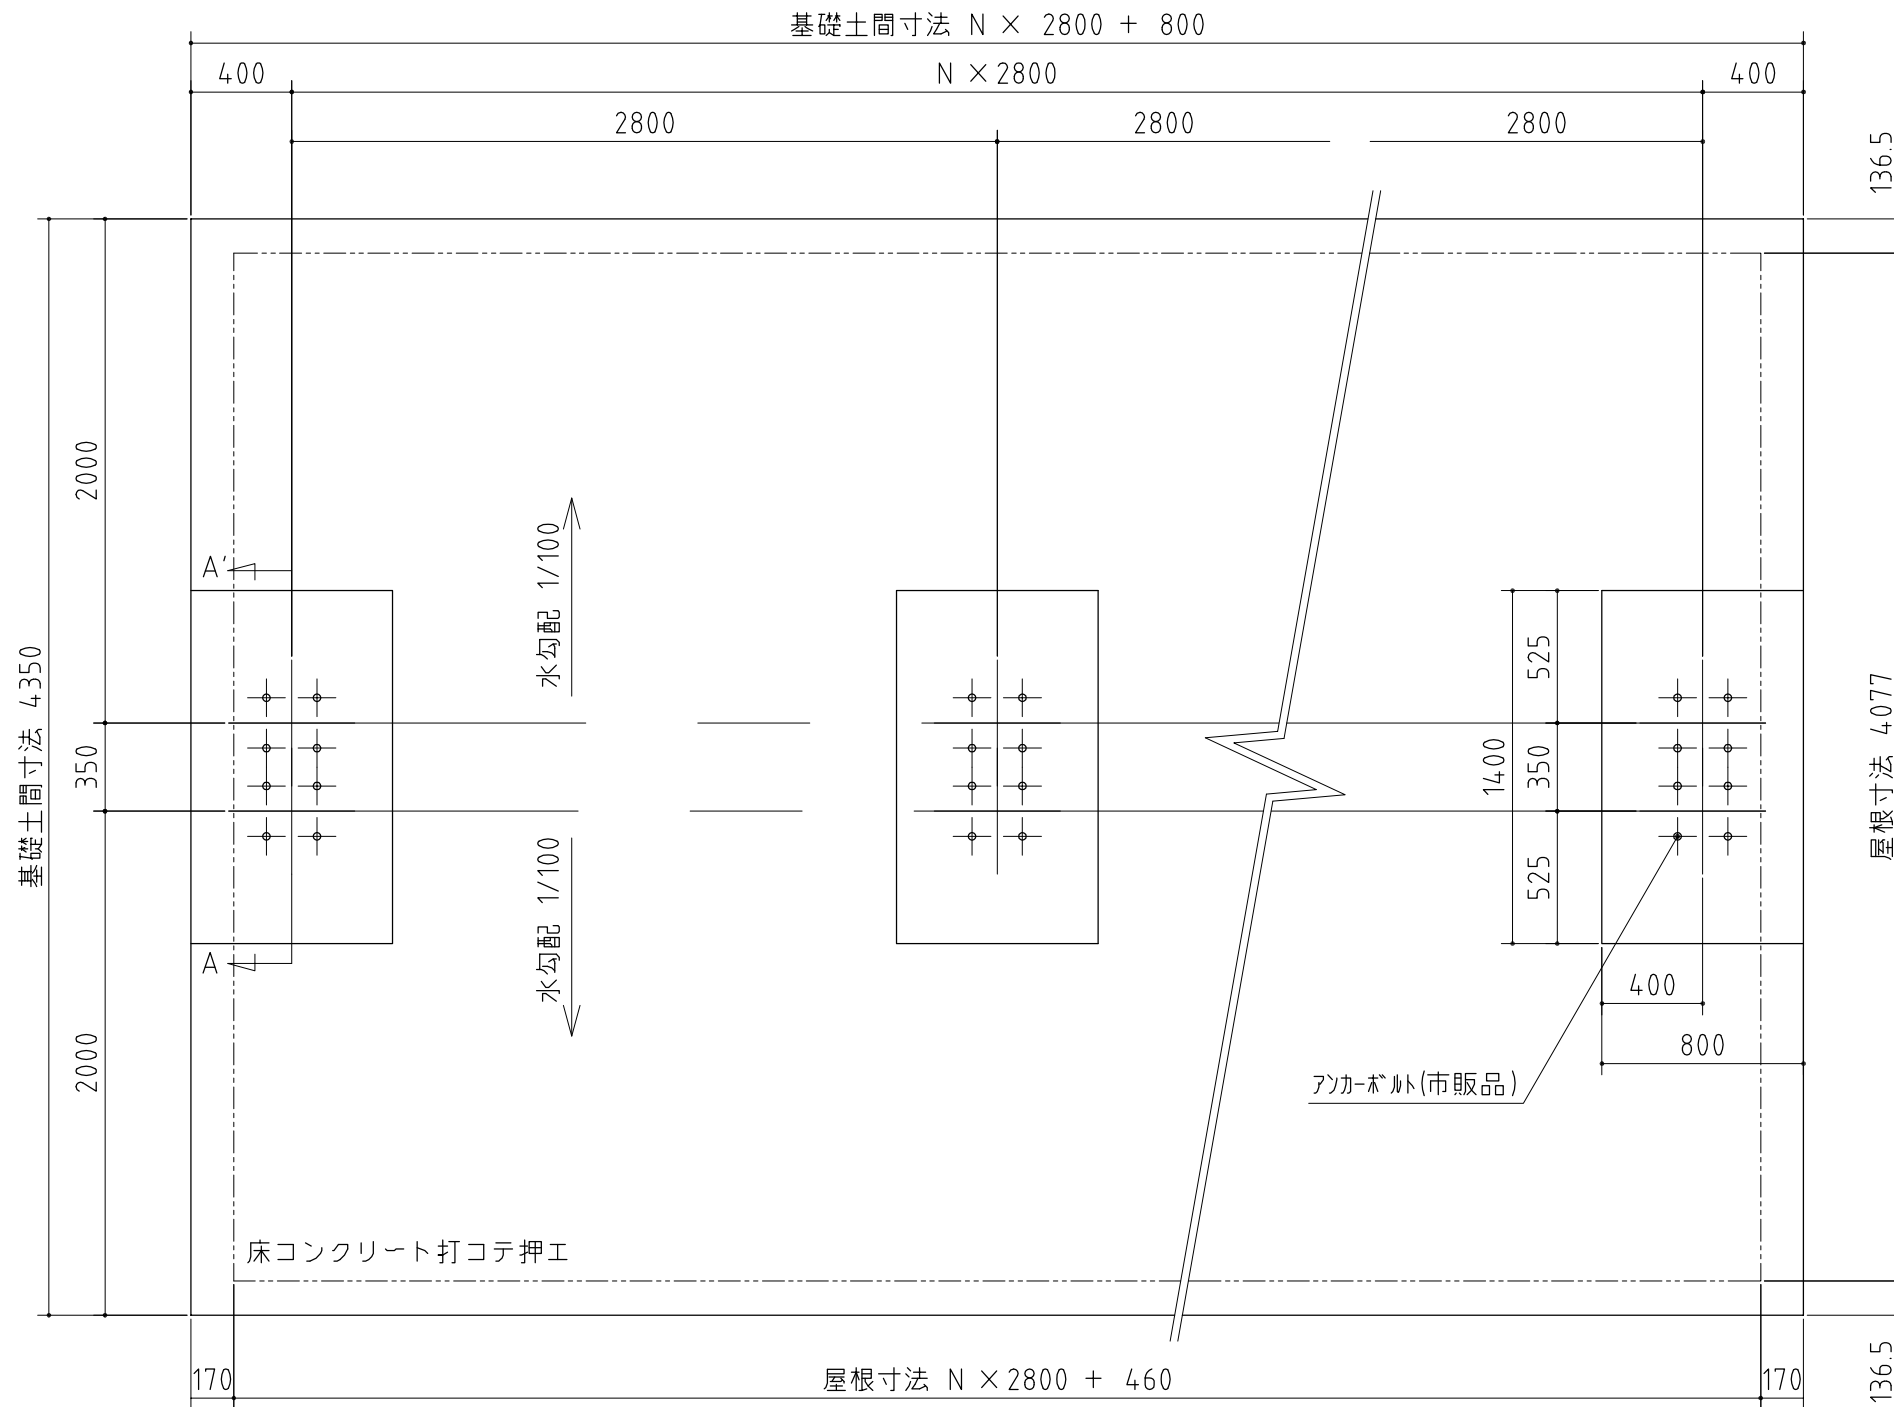 基礎土間寸法 N × 2800 + 800
400
N ×2800
400
2800
2800
2800
136.5
基礎土間寸法 4350
2000
350
2000
A'
A
水勾配 1/100
水勾配 1/100
1400
525
350
525
屋根寸法 4077
400
800
ｱﾝｶｰﾎﾞﾙﾄ(市販品)
床コンクリート打コテ押エ
170
屋根寸法 N ×2800 + 460
170
136.5